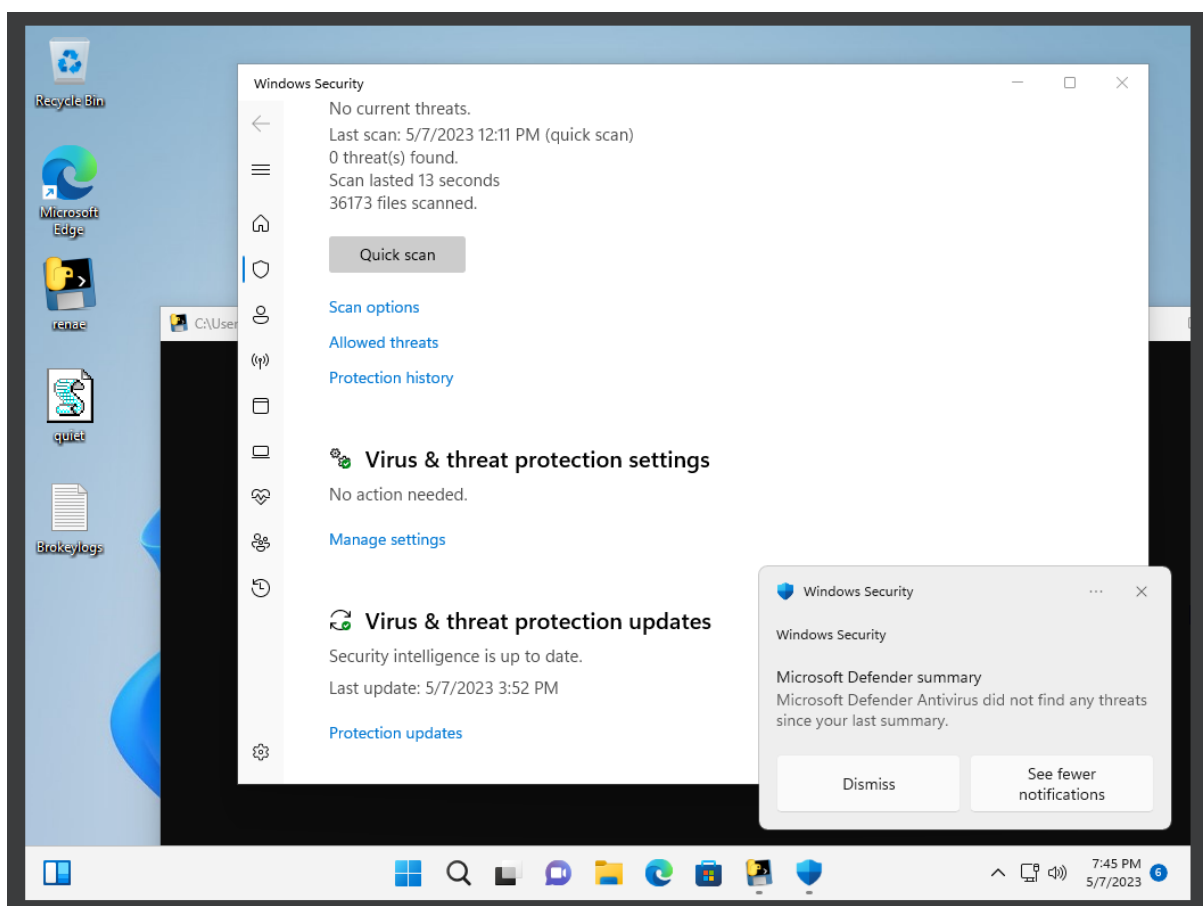 Recycle Bin
Microsoft
Edge
renae
quiet
Brokeylogs
C:\User
Windows Security
No current threats.
Last scan: 5/7/2023 12:11 PM (quick scan)
0 threat(s) found.
Scan lasted 13 seconds
36173 files scanned.
Quick scan
Scan options
Allowed threats
Protection history
Virus & threat protection settings
No action needed.
Manage settings
Virus & threat protection updates
Security intelligence is up to date.
Last update: 5/7/2023 3:52 PM
Protection updates
Windows Security
Windows Security
Microsoft Defender summary
Microsoft Defender Antivirus did not find any threats
since your last summary.
Dismiss
See fewer
notifications
7:45 PM
5/7/2023
6